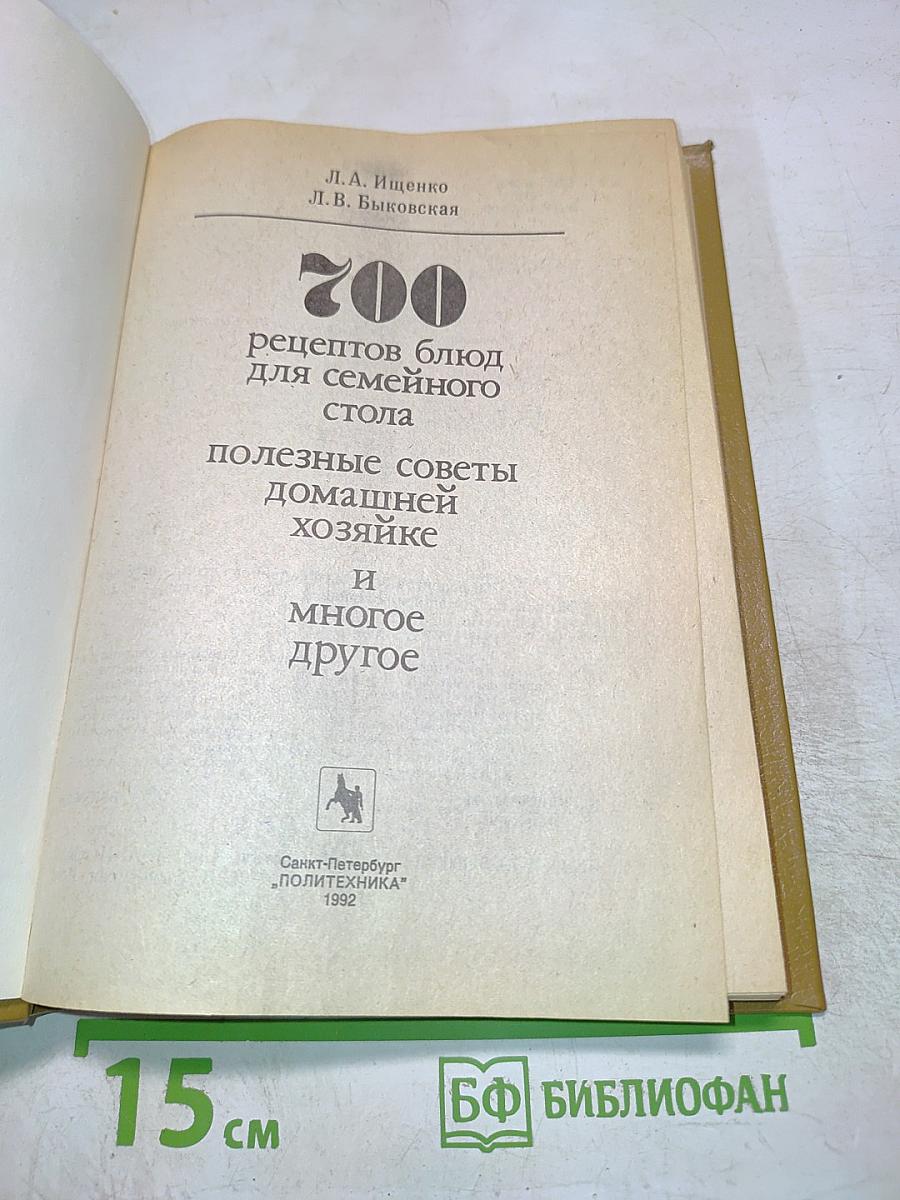 Л. А. Ищенко
Л. В. Быковская
700
рецептов блюд
для семейного
стола
полезные советы
домашней
хозяйке
и
многое
другое
Санкт-Петербург
„ПОЛИТЕХНИКА"
1992
15 см
БФ БИБЛИОФАН